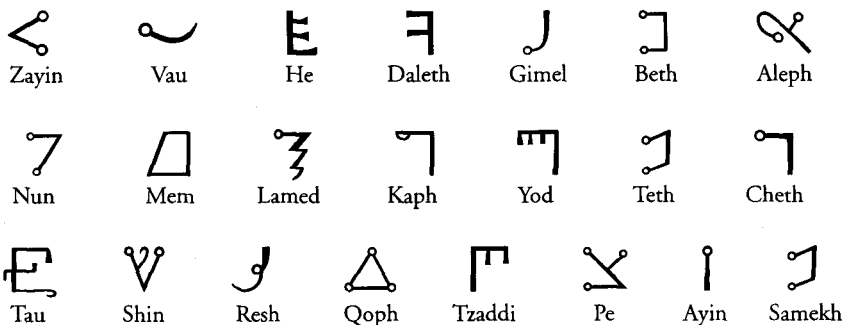 Zayin Vau He Daleth Gimel Beth Aleph
Nun Mem Lamed Kaph Yod Teth Cheth
Tau Shin Resh Qoph Tzaddi Pe Ayin Samekh